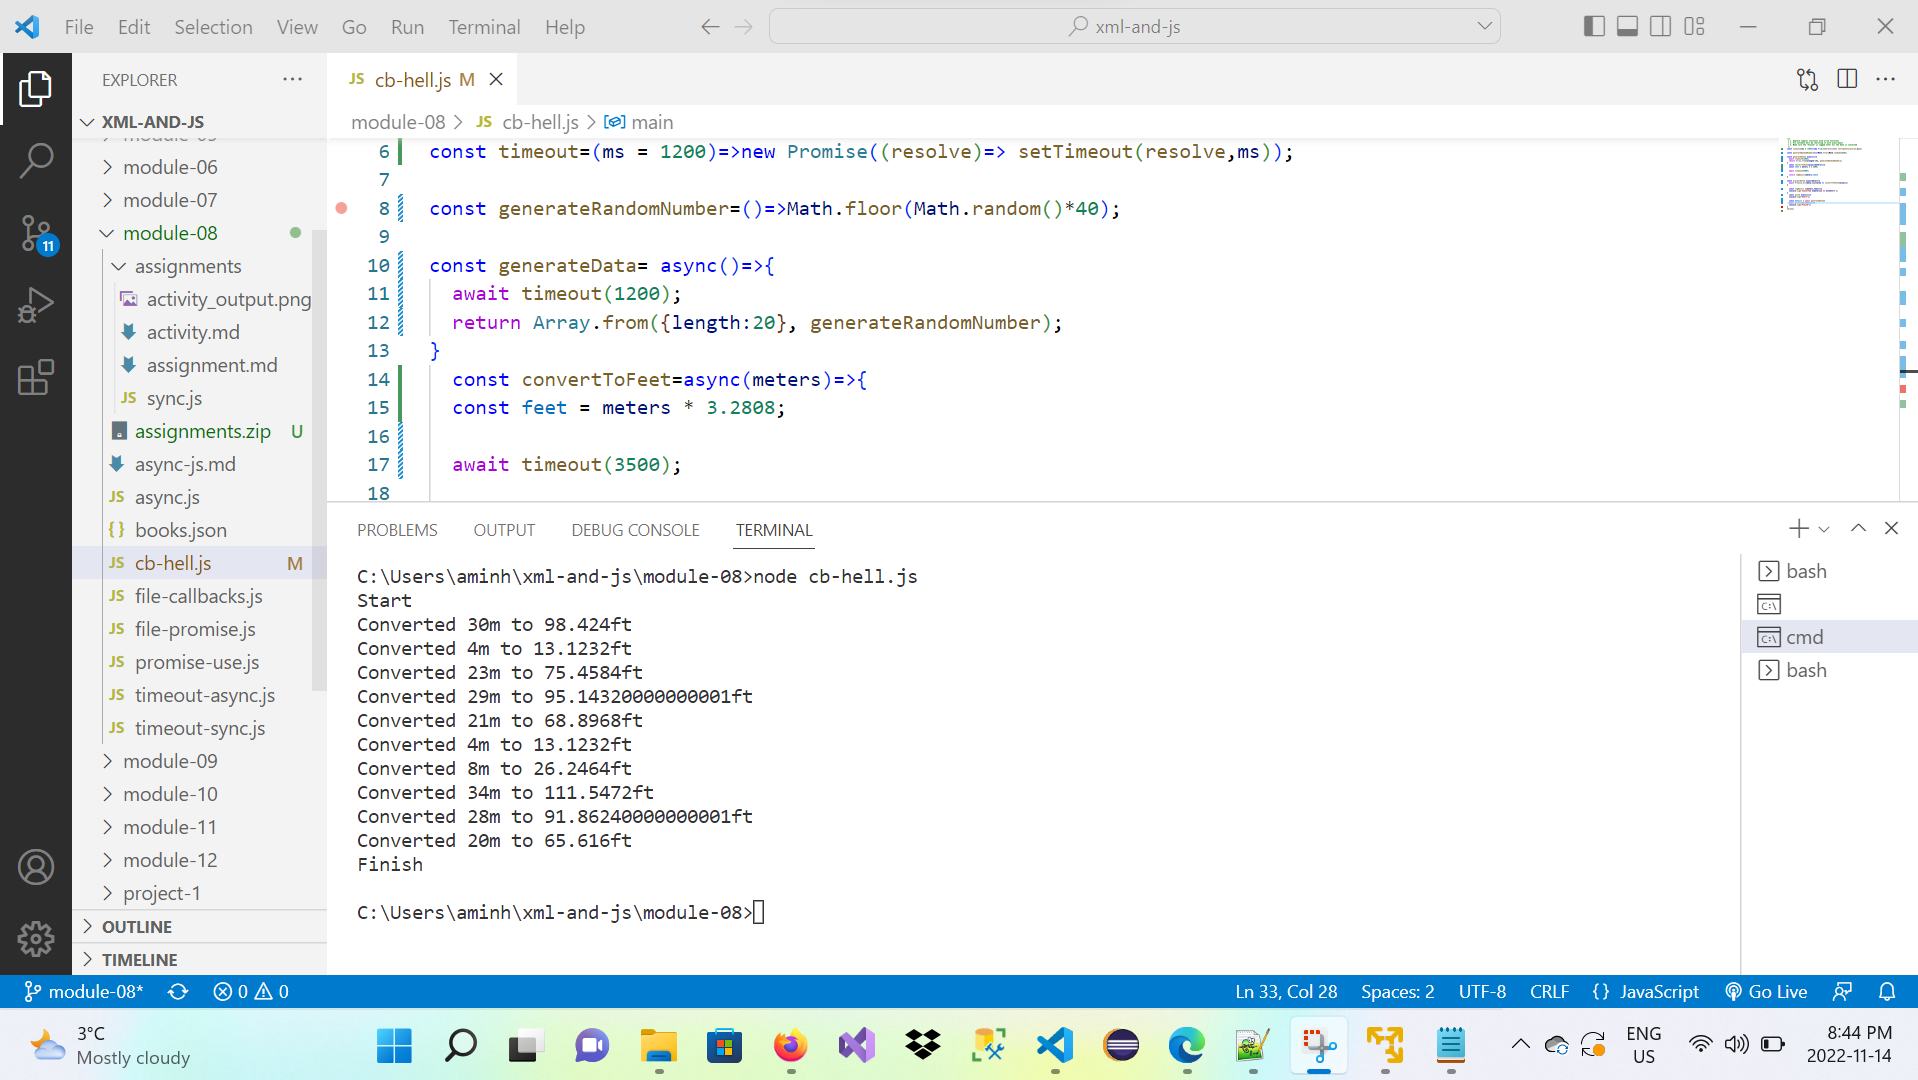 File Edit Selection View Go Run Terminal Help
xml-and-js
EXPLORER
XML-AND-JS
module-05
module-06
module-07
module-08
assignments
activity_output.png
activity.md
assignment.md
JS sync.js
assignments.zip U
async-js.md
JS async.js
{} books.json
JS cb-hell.js M
JS file-callbacks.js
JS file-promise.js
JS promise-use.js
JS timeout-async.js
JS timeout-sync.js
module-09
module-10
module-11
module-12
project-1
OUTLINE
TIMELINE
11
JS cb-hell.js M
module-08 > JS cb-hell.js > main
6 const timeout=(ms = 1200)=>new Promise((resolve)=> setTimeout(resolve,ms));
7
8 const generateRandomNumber=()=>Math.floor(Math.random()*40);
9
10 const generateData= async()=>{
11 await timeout(1200);
12 return Array.from({length:20}, generateRandomNumber);
13 }
14 const convertToFeet=async(meters)=>{
15 const feet = meters * 3.2808;
16
17 await timeout(3500);
18
PROBLEMS OUTPUT DEBUG CONSOLE TERMINAL
C:\Users\aminh\xml-and-js\module-08>node cb-hell.js
Start
Converted 30m to 98.424ft
Converted 4m to 13.1232ft
Converted 23m to 75.4584ft
Converted 29m to 95.14320000000001ft
Converted 21m to 68.8968ft
Converted 4m to 13.1232ft
Converted 8m to 26.2464ft
Converted 34m to 111.5472ft
Converted 28m to 91.86240000000001ft
Converted 20m to 65.616ft
Finish
C:\Users\aminh\xml-and-js\module-08>
bash
cmd
bash
module-08* 0 0
Ln 33, Col 28 Spaces: 2 UTF-8 CRLF {} JavaScript Go Live
3°C
Mostly cloudy
ENG
US
8:44 PM
2022-11-14